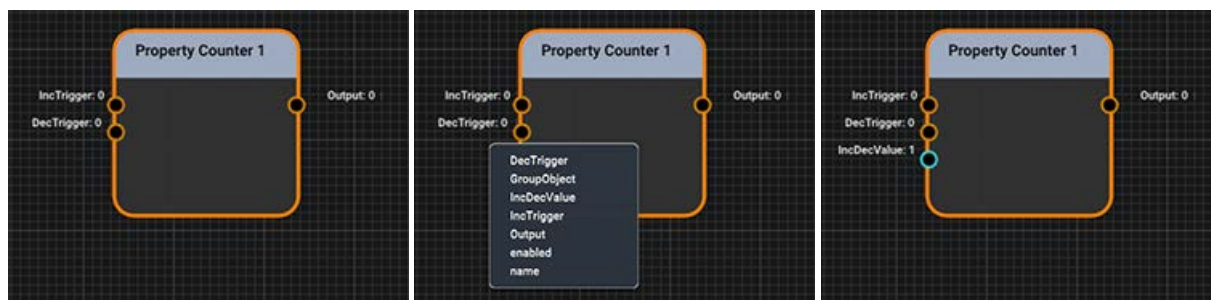 Property Counter 1
IncTrigger: 0
Output: 0
DecTrigger: 0
Property Counter 1
IncTrigger: 0
Output: 0
DecTrigger: 0
DecTrigger
GroupObject
IncDecValue
IncTrigger
Output
enabled
name
Property Counter 1
IncTrigger: 0
Output: 0
DecTrigger: 0
IncDecValue: 1